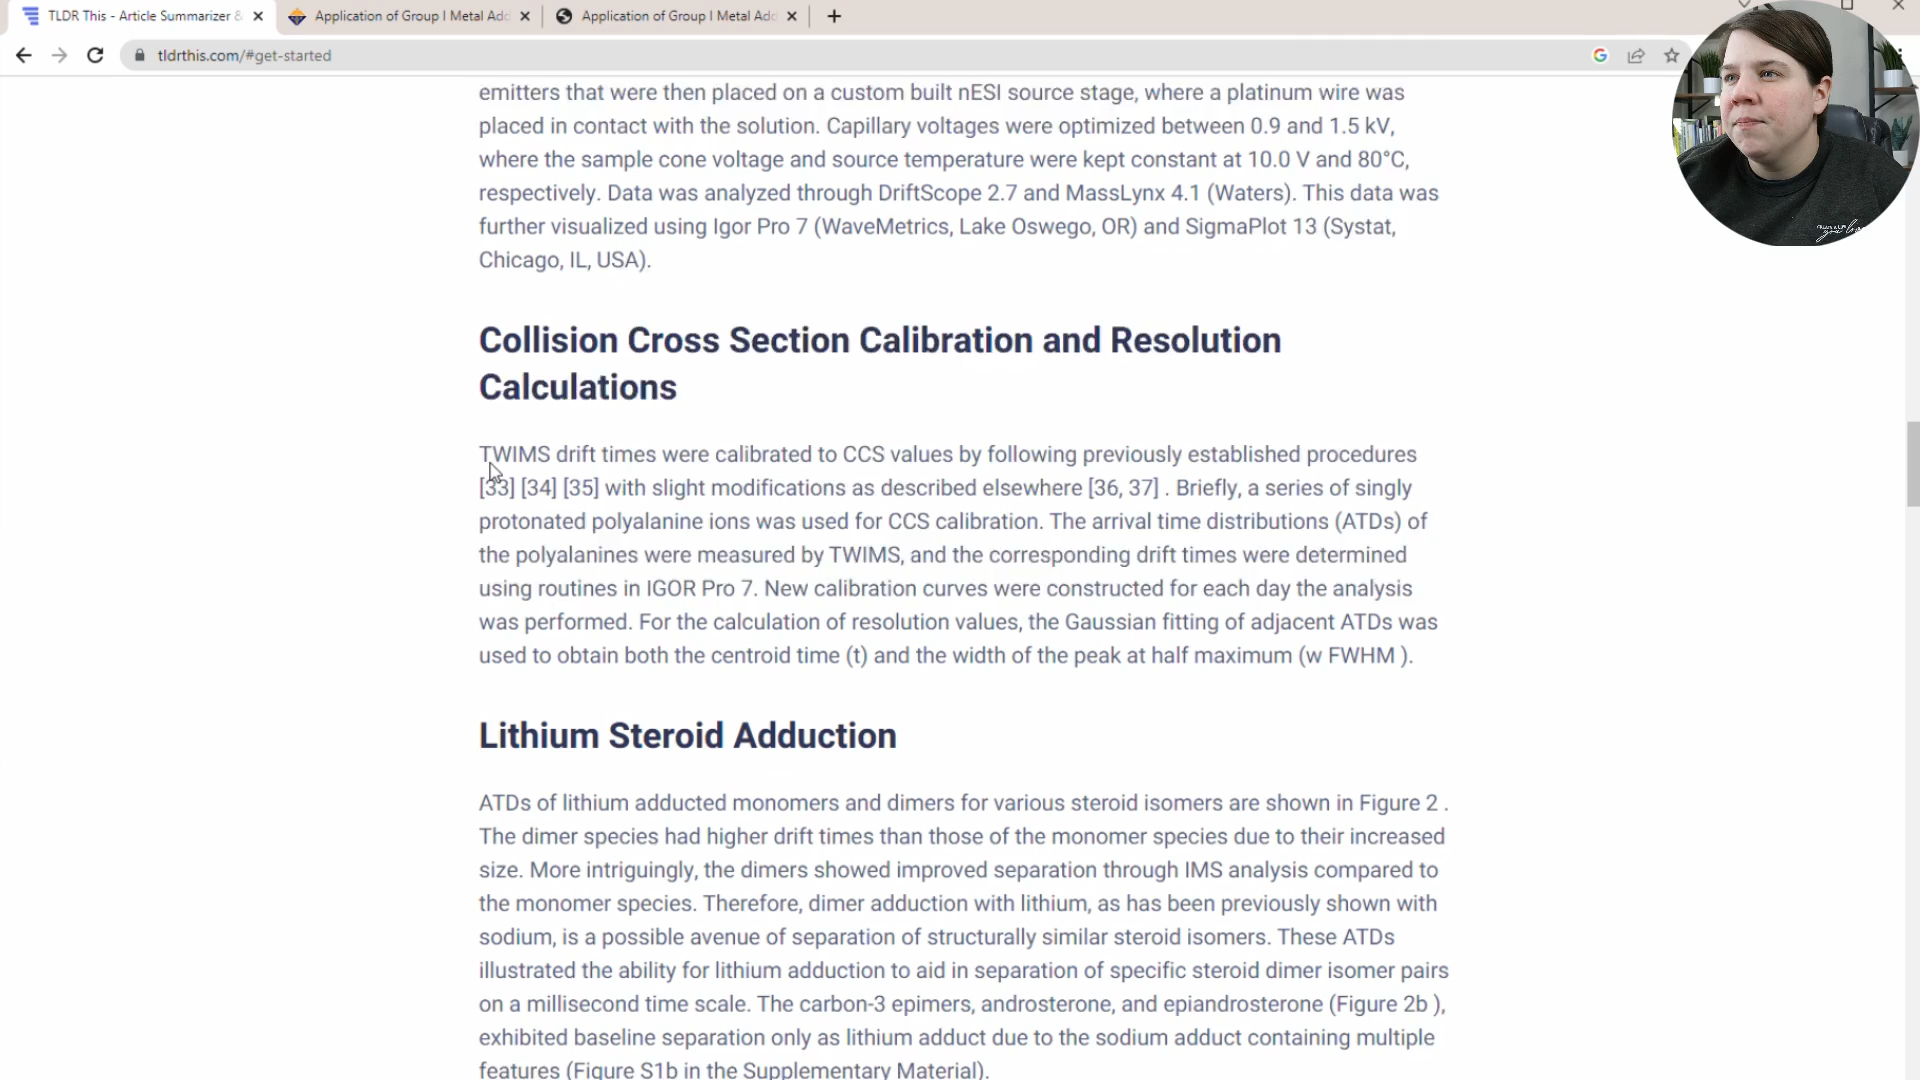 TLDR This - Article Summarizer &
Application of Group I Metal Add
Application of Group I Metal Add
tldrthis.com/#get-started
emitters that were then placed on a custom built nESI source stage, where a platinum wire was
placed in contact with the solution. Capillary voltages were optimized between 0.9 and 1.5 kV,
where the sample cone voltage and source temperature were kept constant at 10.0 V and 80°C,
respectively. Data was analyzed through DriftScope 2.7 and MassLynx 4.1 (Waters). This data was
further visualized using Igor Pro 7 (WaveMetrics, Lake Oswego, OR) and SigmaPlot 13 (Systat,
Chicago, IL, USA).
Collision Cross Section Calibration and Resolution
Calculations
TWIMS drift times were calibrated to CCS values by following previously established procedures
[33] [34] [35] with slight modifications as described elsewhere [36, 37] . Briefly, a series of singly
protonated polyalanine ions was used for CCS calibration. The arrival time distributions (ATDs) of
the polyalanines were measured by TWIMS, and the corresponding drift times were determined
using routines in IGOR Pro 7. New calibration curves were constructed for each day the analysis
was performed. For the calculation of resolution values, the Gaussian fitting of adjacent ATDs was
used to obtain both the centroid time (t) and the width of the peak at half maximum (w FWHM ).
Lithium Steroid Adduction
ATDs of lithium adducted monomers and dimers for various steroid isomers are shown in Figure 2 .
The dimer species had higher drift times than those of the monomer species due to their increased
size. More intriguingly, the dimers showed improved separation through IMS analysis compared to
the monomer species. Therefore, dimer adduction with lithium, as has been previously shown with
sodium, is a possible avenue of separation of structurally similar steroid isomers. These ATDs
illustrated the ability for lithium adduction to aid in separation of specific steroid dimer isomer pairs
on a millisecond time scale. The carbon-3 epimers, androsterone, and epiandrosterone (Figure 2b ),
exhibited baseline separation only as lithium adduct due to the sodium adduct containing multiple
features (Figure S1b in the Supplementary Material).